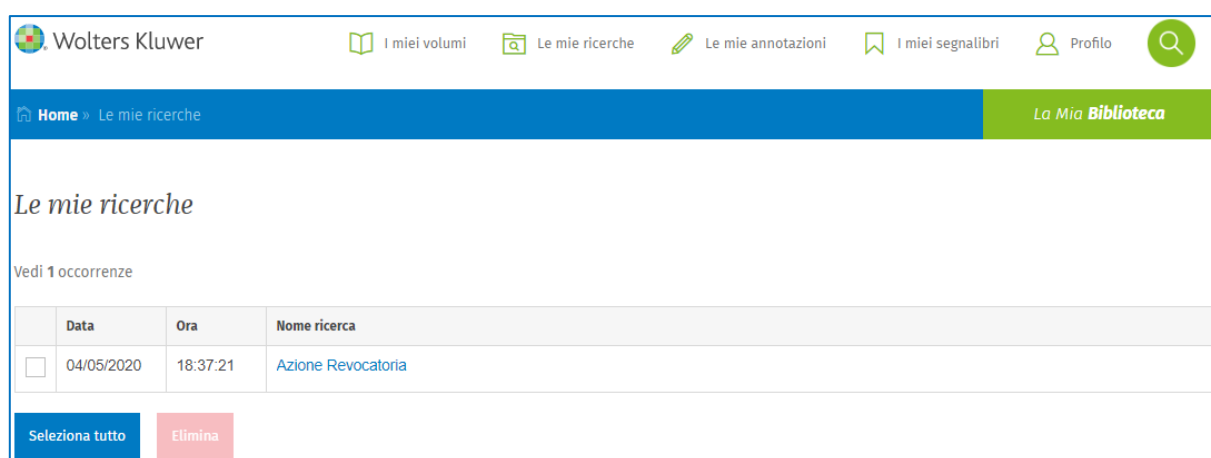 Wolters Kluwer I miei volumi Le mie ricerche Le mie annotazioni I miei segnalibri Profilo
Home » Le mie ricerche La Mia Biblioteca
Le mie ricerche
Vedi 1 occorrenze
Data Ora Nome ricerca
04/05/2020 18:37:21 Azione Revocatoria
Seleziona tutto Elimina